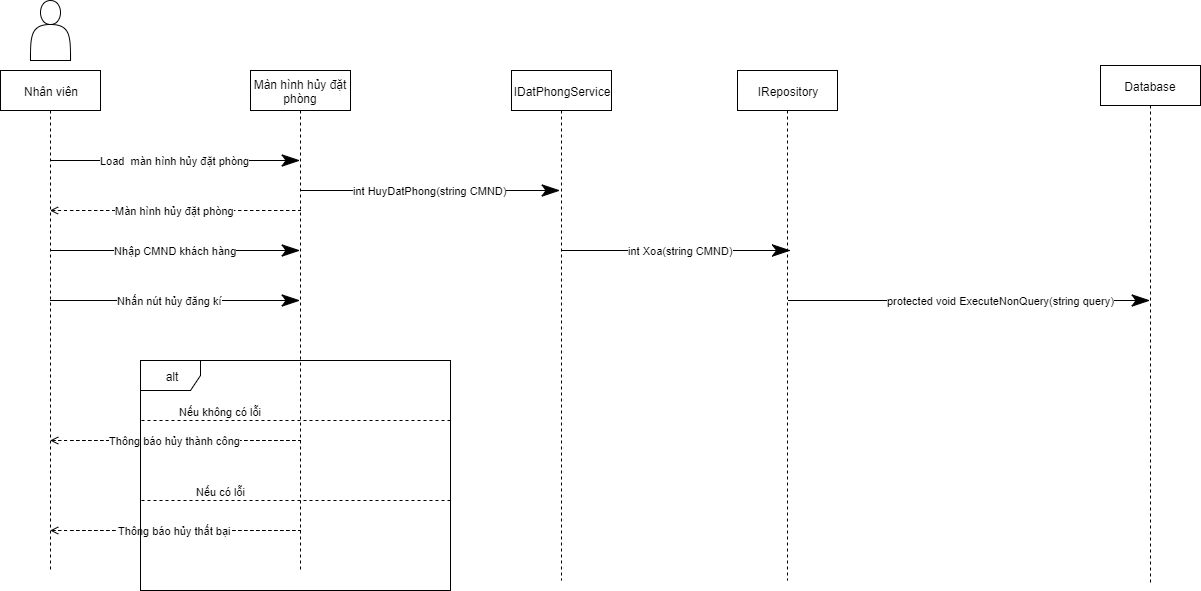 Nhân viên
Màn hình hủy đặt
phòng
IDatPhongService
IRepository
Database
Load màn hình hủy đặt phòng
int HuyDatPhong(string CMND)
Màn hình hủy đặt phòng
Nhập CMND khách hàng
int Xoa(string CMND)
Nhấn nút hủy đăng kí
protected void ExecuteNonQuery(string query)
alt
Nếu không có lỗi
Thông báo hủy thành công
Nếu có lỗi
Thông báo hủy thất bại